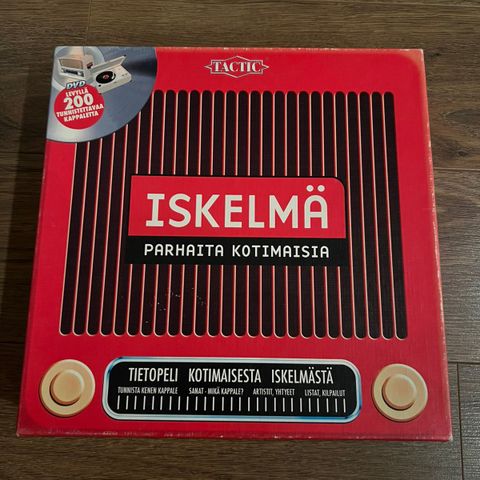 TACTIC
DVD
LEVYLLÄ
200
TUNNISTETTAVAA
KAPPALETTA
ISKELMÄ
PARHAITA KOTIMAISIA
TIETOPELI KOTIMAISESTA ISKELMÄSTÄ
TUNNISTA KENEN KAPPALE SANAT - MIKÄ KAPPALE? ARTISTIT, YHTYEET LISTAT, KILPAILUT